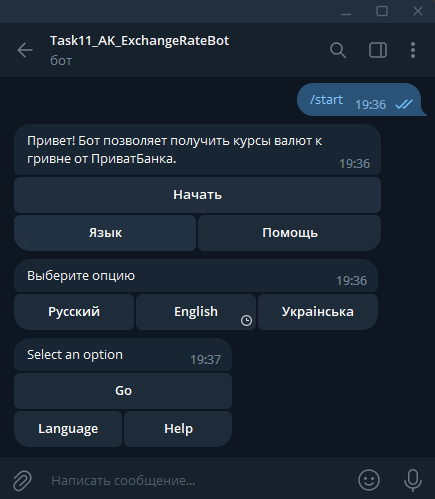 Task11_AK_ExchangeRateBot
бот
/start 19:36
Привет! Бот позволяет получить курсы валют к
гривне от ПриватБанка.
19:36
Начать
Язык Помощь
Выберите опцию 19:36
Русский English Українська
Select an option 19:37
Go
Language Help
Написать сообщение...